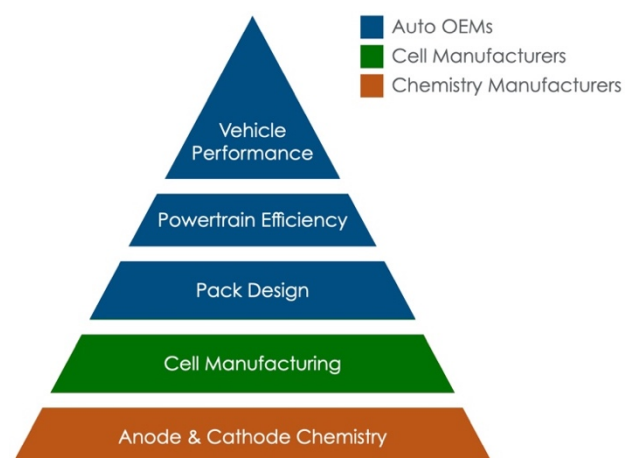 Auto OEMs
Cell Manufacturers
Chemistry Manufacturers
Vehicle
Performance
Powertrain Efficiency
Pack Design
Cell Manufacturing
Anode & Cathode Chemistry